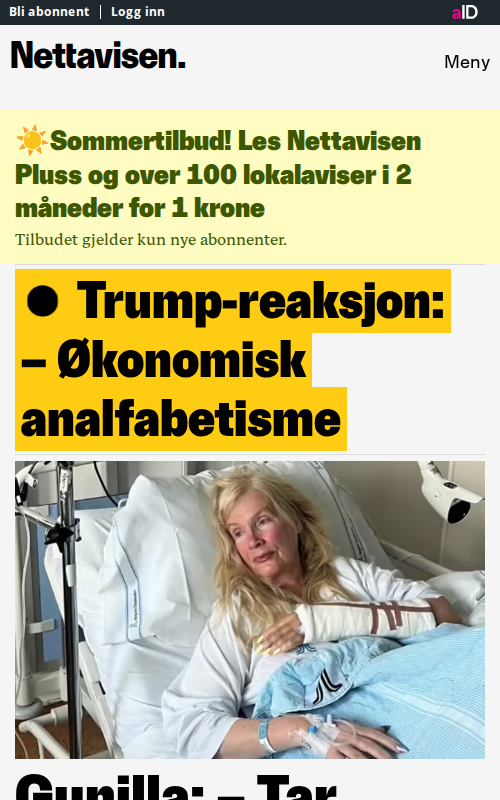 Bli abonnent
Logg inn
aID
Nettavisen.
Meny
☀️Sommertilbud! Les Nettavisen
Pluss og over 100 lokalaviser i 2
måneder for 1 krone
Tilbudet gjelder kun nye abonnenter.
● Trump-reaksjon:
– Økonomisk
analfabetisme
Gunilla: – Tar